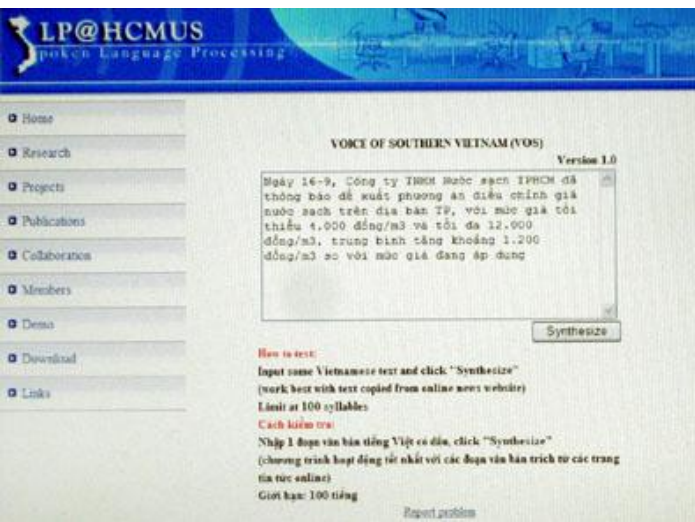 SLP@HCMUS
Spoken Language Processing
Home
Research
Projects
Publications
Collaboration
Members
Demo
Download
Links
VOICE OF SOUTHERN VIETNAM (VOS)
Version 1.0
Ngày 16-9, Công ty TNHH Nước sạch TPHCM đã
thông báo đề xuất phương án điều chỉnh giá
nước sạch trên địa bàn TP, với mức giá tối
thiểu 4.000 đồng/m3 và tối đa 12.000
đồng/m3, trung bình tăng khoảng 1.200
đồng/m3 so với mức giá đang áp dụng
Synthesize
How to test:
Input some Vietnamese text and click "Synthesize"
(work best with text copied from online news website)
Limit at 100 syllables
Cách kiểm tra:
Nhập 1 đoạn văn bản tiếng Việt có dấu, click "Synthesize"
(chương trình hoạt động tốt nhất với các đoạn văn bản trích từ các trang
tin tức online)
Giới hạn: 100 tiếng
Report problem